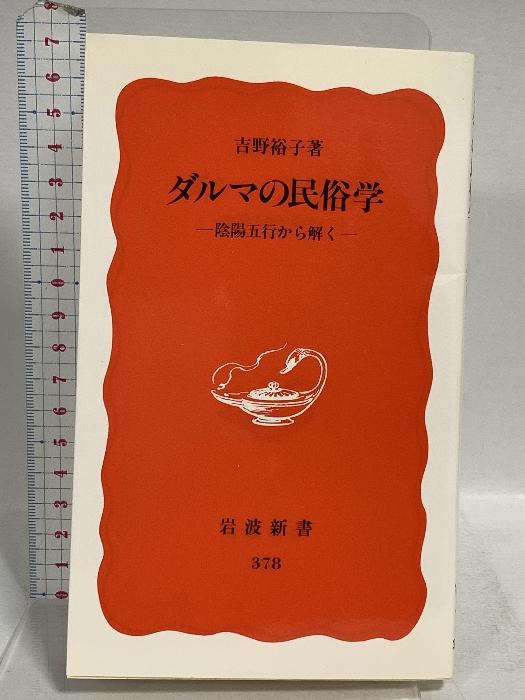 吉野裕子著
ダルマの民俗学
―陰陽五行から解く―
岩波新書
378